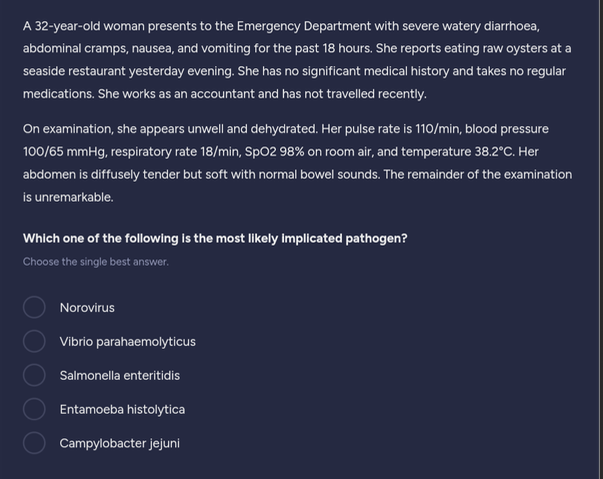 A 32-year-old woman presents to the Emergency Department with severe watery diarrhoea,
abdominal cramps, nausea, and vomiting for the past 18 hours. She reports eating raw oysters at a
seaside restaurant yesterday evening. She has no significant medical history and takes no regular
medications. She works as an accountant and has not travelled recently.
On examination, she appears unwell and dehydrated. Her pulse rate is 110/min, blood pressure
100/65 mmHg, respiratory rate 18/min, SpO2 98% on room air, and temperature 38.2°C. Her
abdomen is diffusely tender but soft with normal bowel sounds. The remainder of the examination
is unremarkable.
Which one of the following is the most likely implicated pathogen?
Choose the single best answer.
Norovirus
Vibrio parahaemolyticus
Salmonella enteritidis
Entamoeba histolytica
Campylobacter jejuni